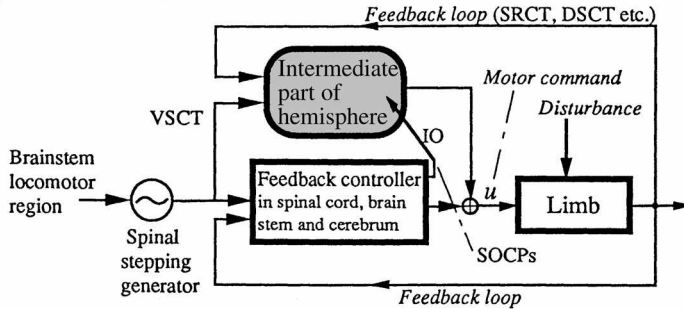 Feedback loop (SRCT, DSCT etc.)
Intermediate
part of
hemisphere
Motor command
Disturbance
VSCT
IO
Brainstem
locomotor
region
Feedback controller
in spinal cord, brain
stem and cerebrum
u
Limb
Spinal
stepping
generator
SOCPs
Feedback loop